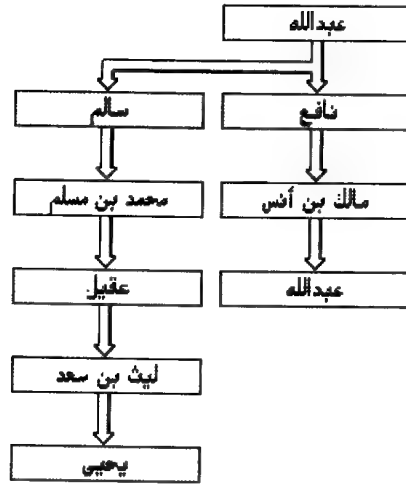 عبدالله
نافع
سالم
مالك بن أنس
محمد بن مسلم
عبدالله
عقيل
ليث بن سعد
يحيى